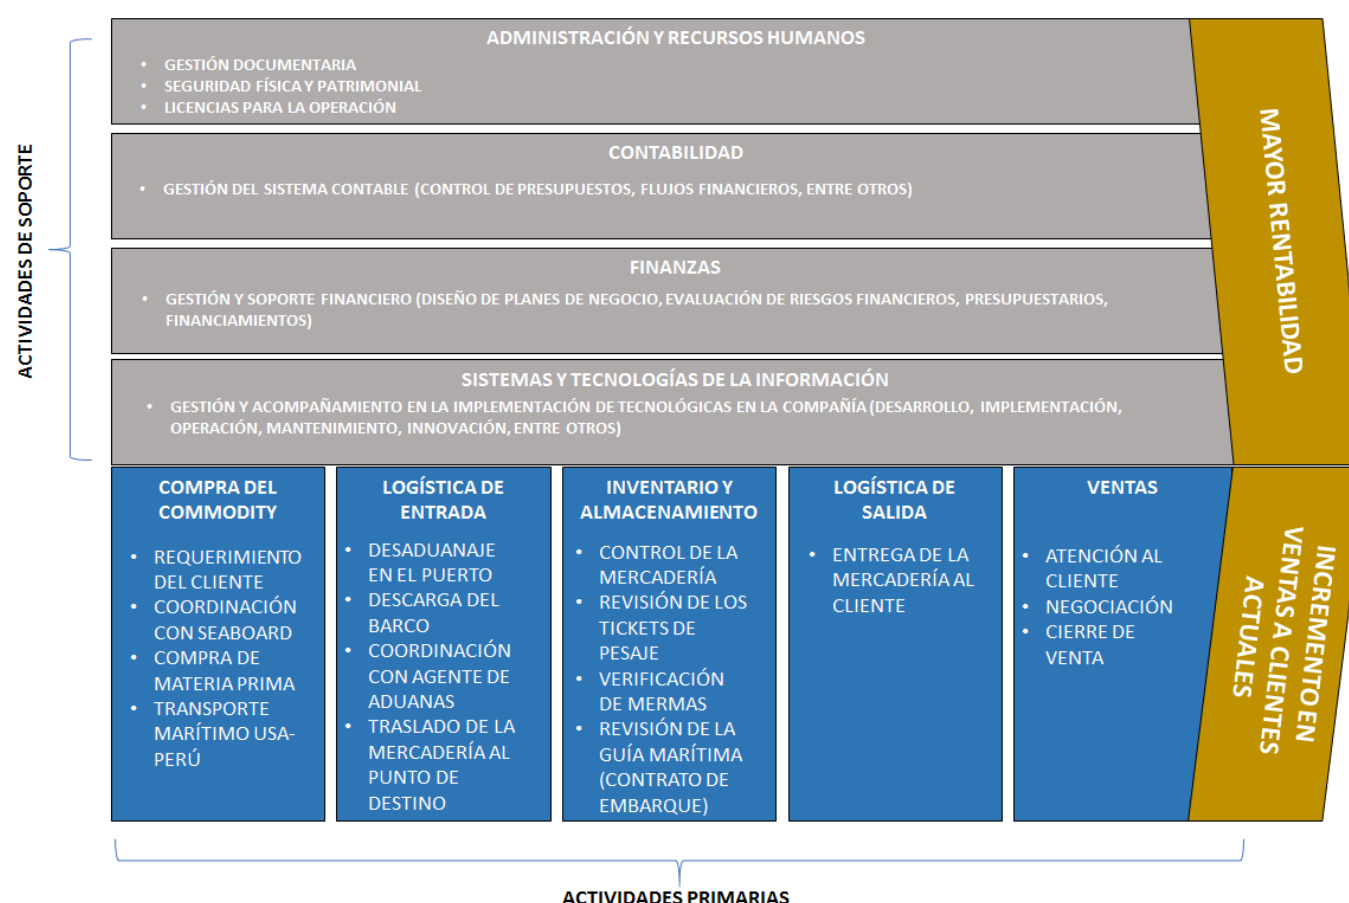 ADMINISTRACIÓN Y RECURSOS HUMANOS
• GESTIÓN DOCUMENTARIA
• SEGURIDAD FÍSICA Y PATRIMONIAL
• LICENCIAS PARA LA OPERACIÓN
CONTABILIDAD
• GESTIÓN DEL SISTEMA CONTABLE (CONTROL DE PRESUPUESTOS, FLUJOS FINANCIEROS, ENTRE OTROS)
FINANZAS
• GESTIÓN Y SOPORTE FINANCIERO (DISEÑO DE PLANES DE NEGOCIO, EVALUACIÓN DE RIESGOS FINANCIEROS, PRESUPUESTARIOS,
FINANCIAMIENTOS)
SISTEMAS Y TECNOLOGÍAS DE LA INFORMACIÓN
• GESTIÓN Y ACOMPAÑAMIENTO EN LA IMPLEMENTACIÓN DE TECNOLÓGICAS EN LA COMPAÑÍA (DESARROLLO, IMPLEMENTACIÓN,
OPERACIÓN, MANTENIMIENTO, INNOVACIÓN, ENTRE OTROS)
ACTIVIDADES DE SOPORTE
MAYOR RENTABILIDAD
COMPRA DEL
COMMODITY
• REQUERIMIENTO
DEL CLIENTE
• COORDINACIÓN
CON SEABOARD
• COMPRA DE
MATERIA PRIMA
• TRANSPORTE
MARÍTIMO USA-
PERÚ
LOGÍSTICA DE
ENTRADA
• DESADUANAJE
EN EL PUERTO
• DESCARGA DEL
BARCO
• COORDINACIÓN
CON AGENTE DE
ADUANAS
• TRASLADO DE LA
MERCADERÍA AL
PUNTO DE
DESTINO
INVENTARIO Y
ALMACENAMIENTO
• CONTROL DE LA
MERCADERÍA
• REVISIÓN DE LOS
TICKETS DE
PESAJE
• VERIFICACIÓN
DE MERMAS
• REVISIÓN DE LA
GUÍA MARÍTIMA
(CONTRATO DE
EMBARQUE)
LOGÍSTICA DE
SALIDA
• ENTREGA DE LA
MERCADERÍA AL
CLIENTE
VENTAS
• ATENCIÓN AL
CLIENTE
• NEGOCIACIÓN
• CIERRE DE
VENTA
INCREMENTO EN
VENTAS A CLIENTES
ACTUALES
ACTIVIDADES PRIMARIAS